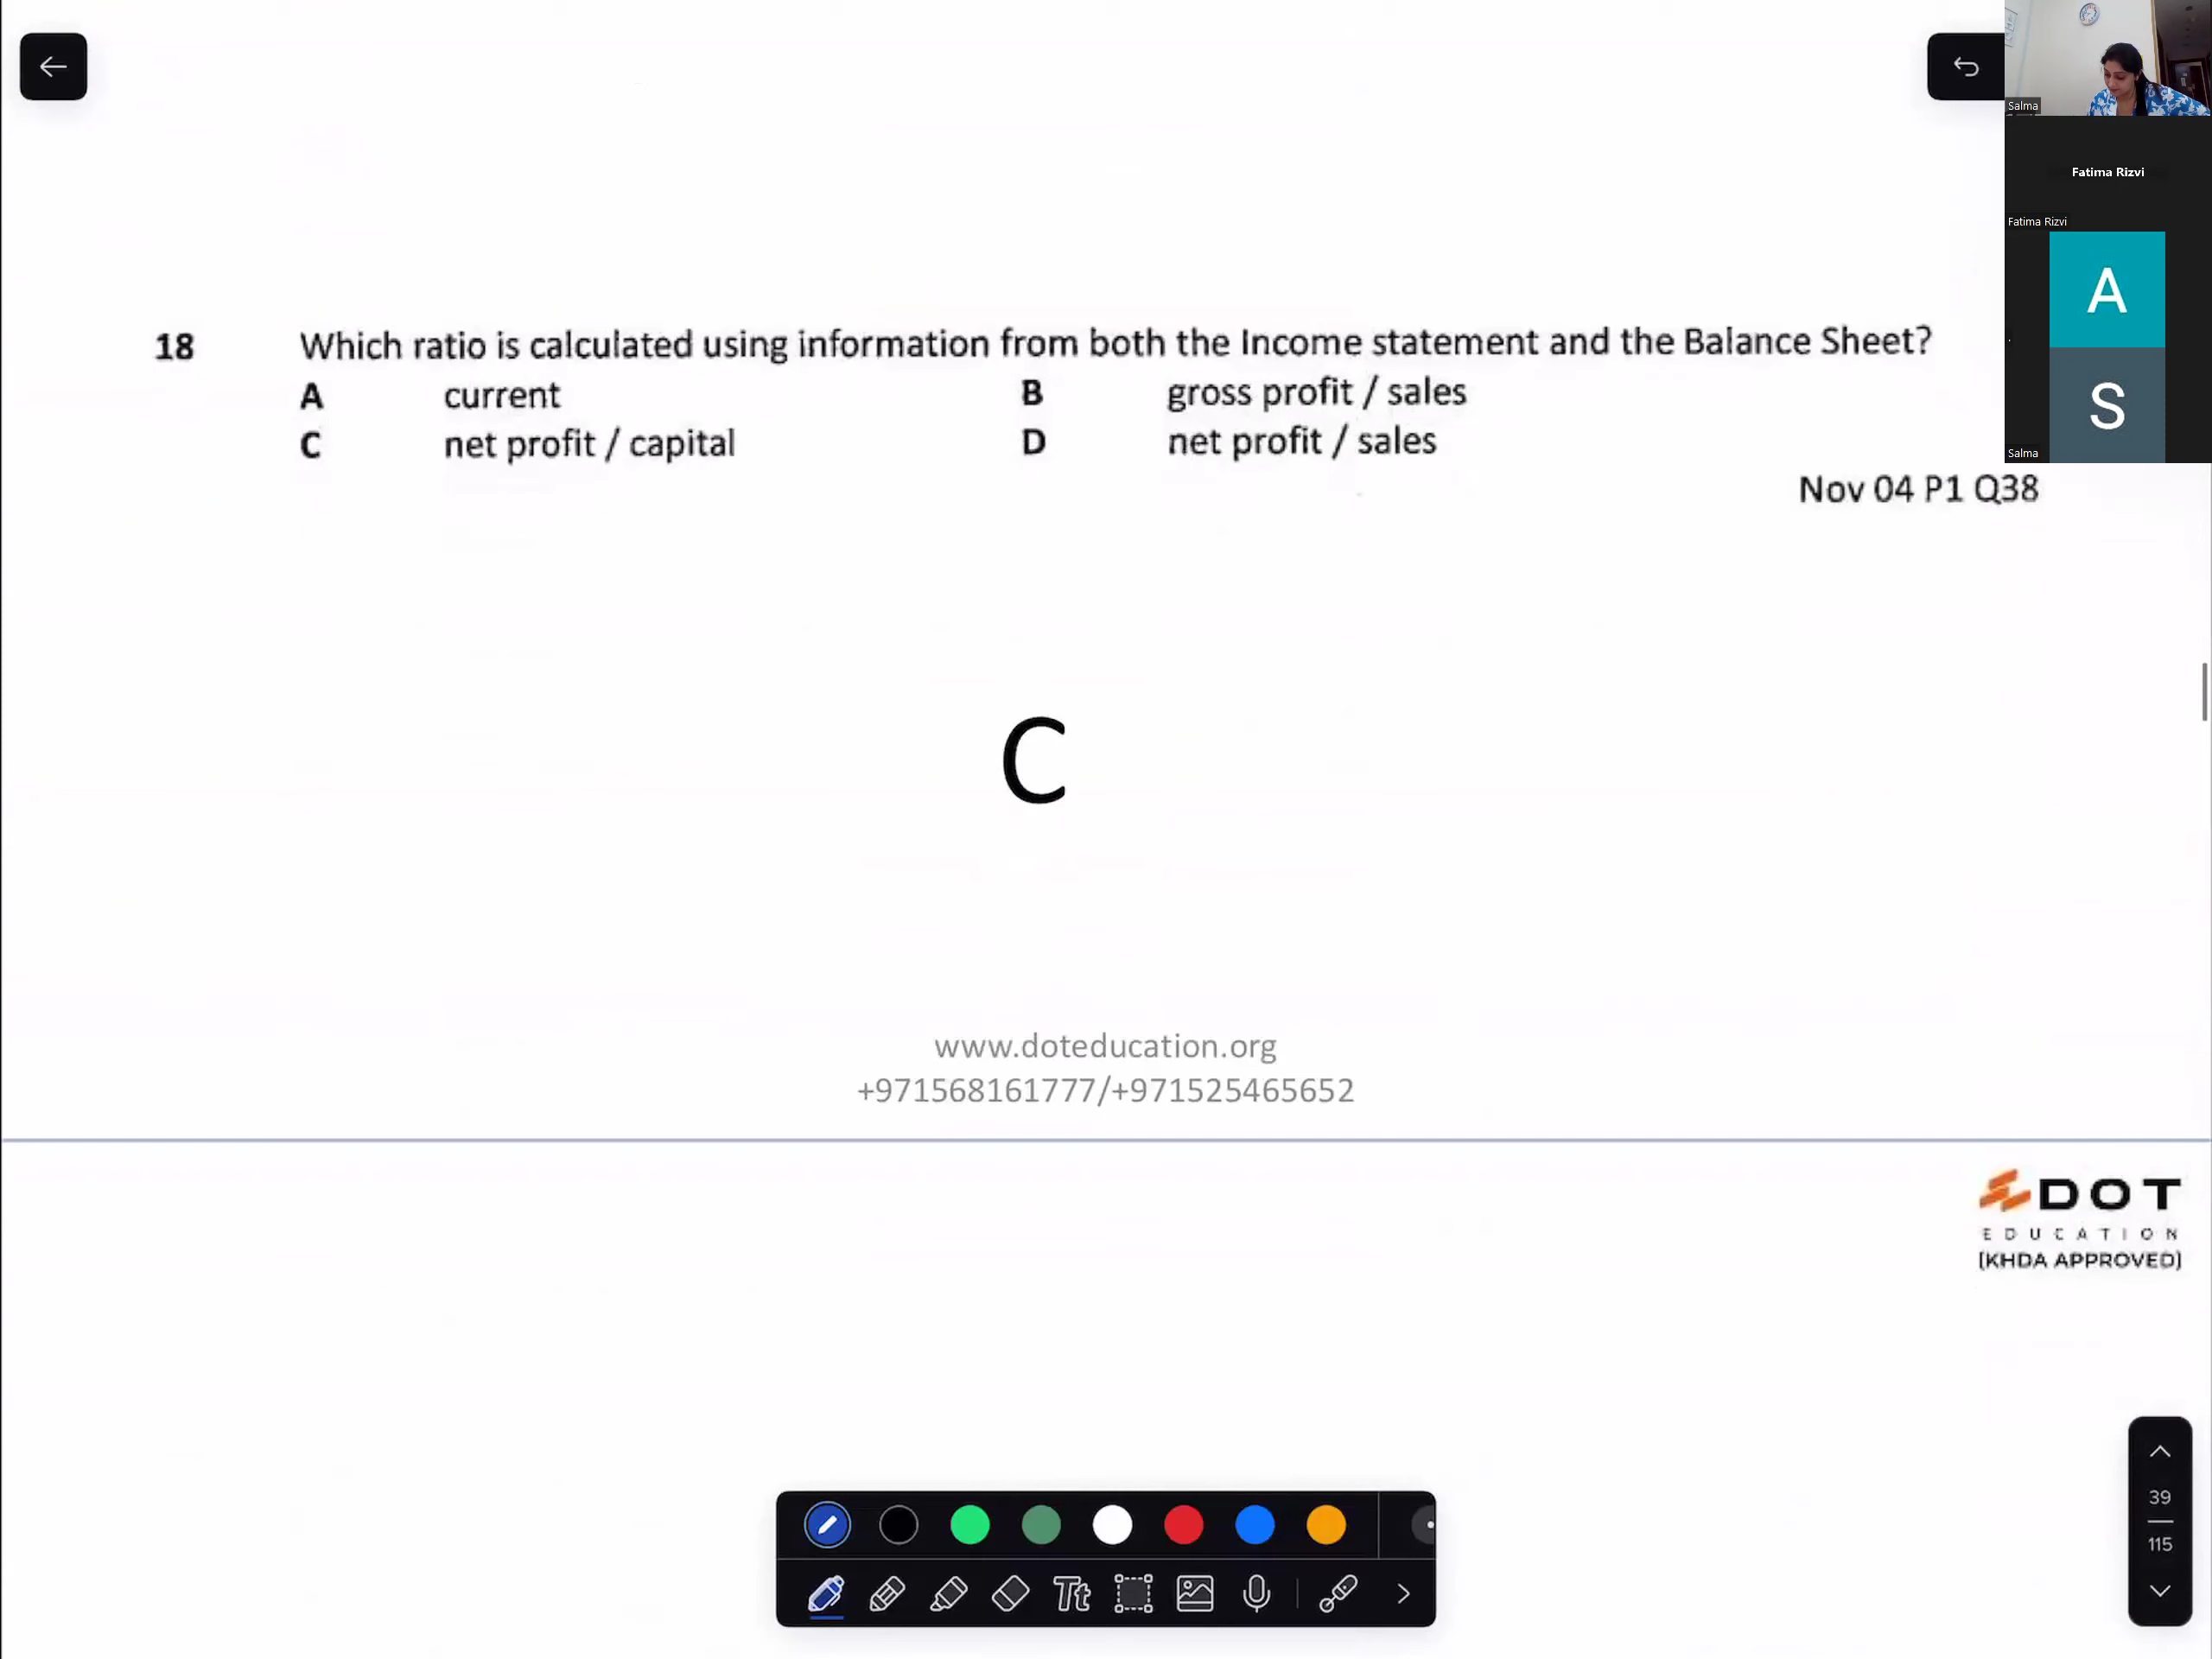 Salma
Fatima Rizvi
Fatima Rizvi
A
S
Salma
18 Which ratio is calculated using information from both the Income statement and the Balance Sheet?
A current B gross profit / sales
C net profit / capital D net profit / sales
Nov 04 P1 Q38
C
www.doteducation.org
+971568161777/+971525465652
DOT
EDUCATION
[KHDA APPROVED]
39
115
Tt